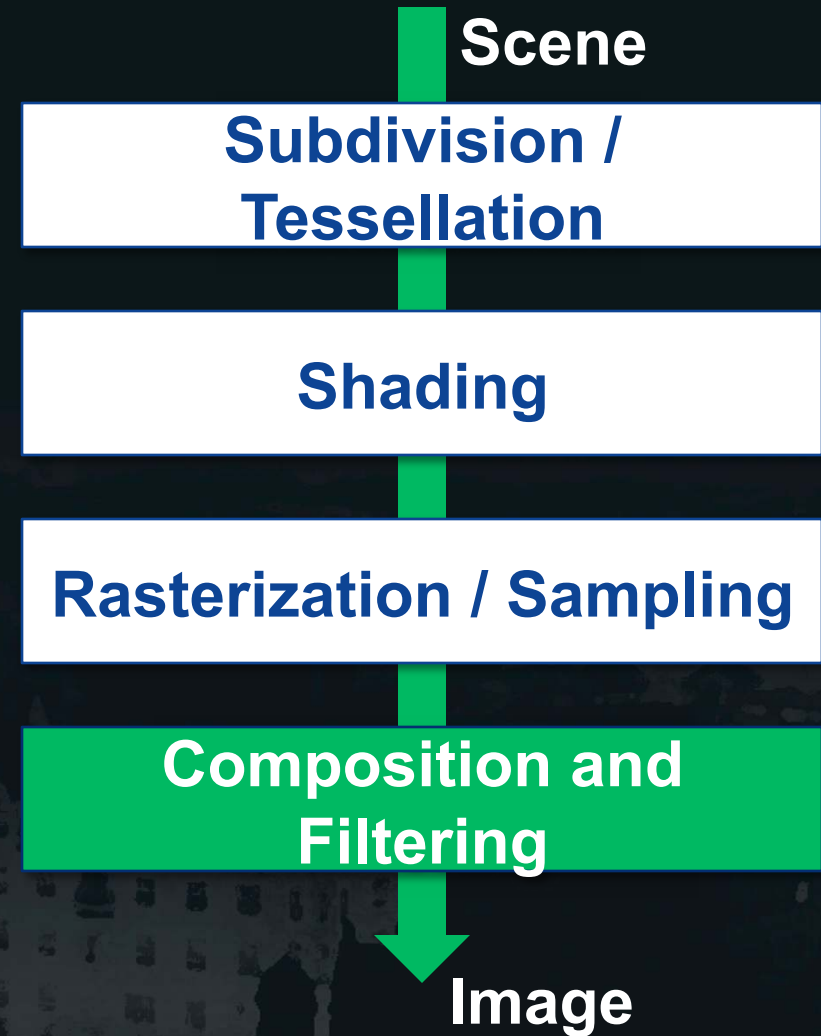 Scene
Subdivision /
Tessellation
Shading
Rasterization / Sampling
Composition and
Filtering
Image